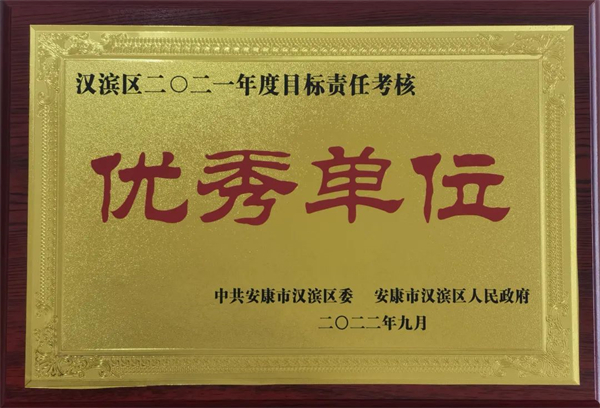 汉滨区二〇二一年度目标责任考核
优秀单位
中共安康市汉滨区委 安康市汉滨区人民政府
二〇二二年九月